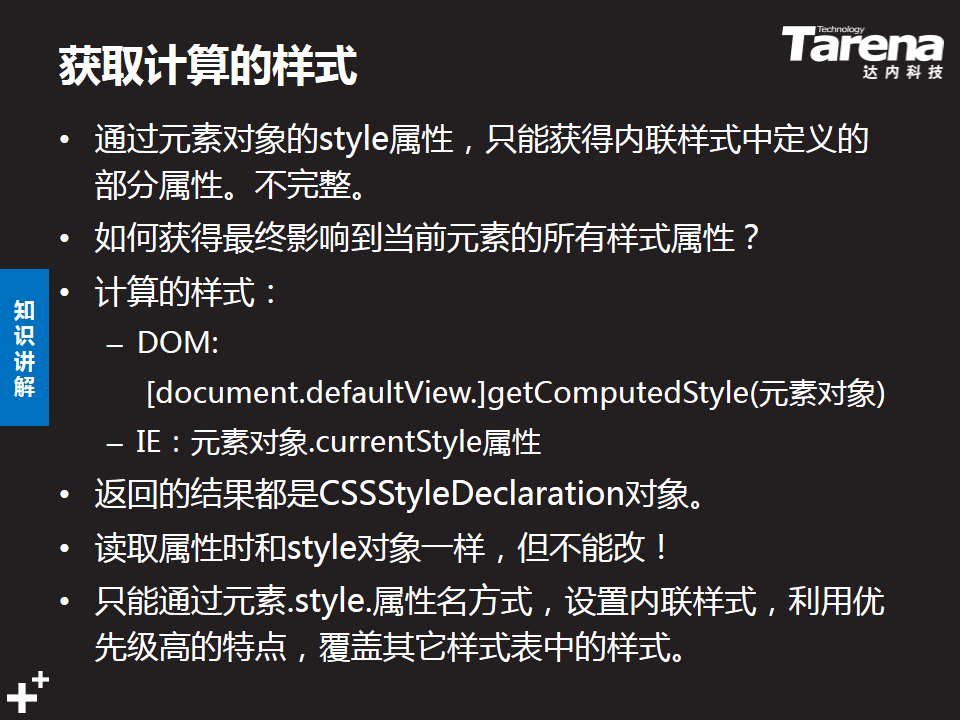 获取计算的样式
Technology
Tarena
达内科技
• 通过元素对象的style属性，只能获得内联样式中定义的
部分属性。不完整。
• 如何获得最终影响到当前元素的所有样式属性？
• 计算的样式：
– DOM:
[document.defaultView.]getComputedStyle(元素对象)
– IE：元素对象.currentStyle属性
• 返回的结果都是CSSStyleDeclaration对象。
• 读取属性时和style对象一样，但不能改！
• 只能通过元素.style.属性名方式，设置内联样式，利用优
先级高的特点，覆盖其它样式表中的样式。
知
识
讲
解